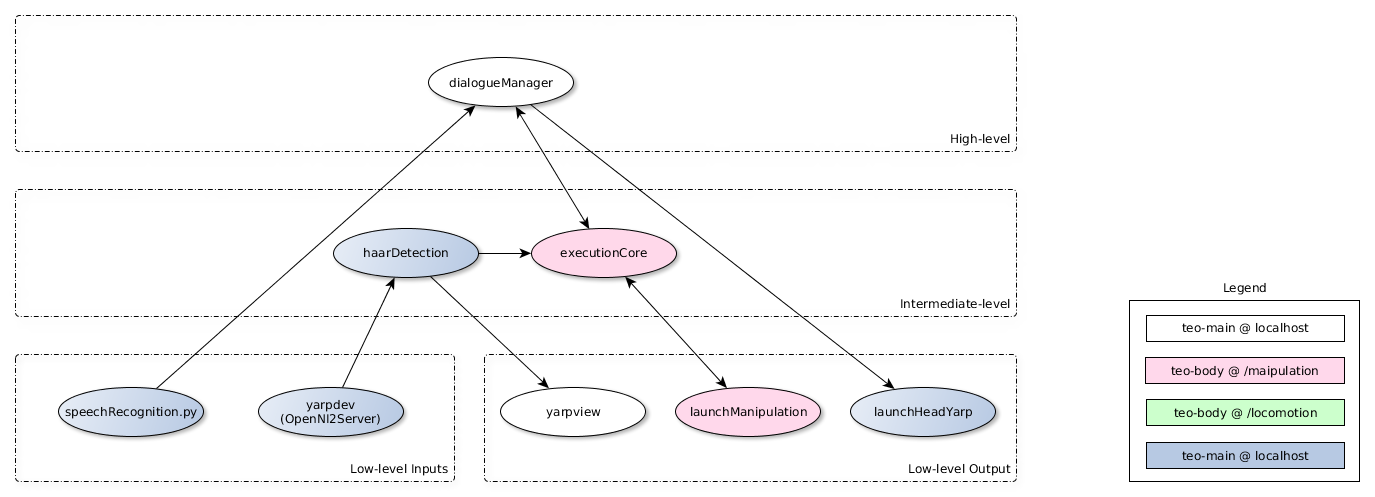 dialogueManager
High-level
haarDetection
executionCore
Intermediate-level
speechRecognition.py
yarpdev
(OpenNI2Server)
Low-level Inputs
yarpview
launchManipulation
launchHeadYarp
Low-level Output
Legend
teo-main @ localhost
teo-body @ /maipulation
teo-body @ /locomotion
teo-main @ localhost